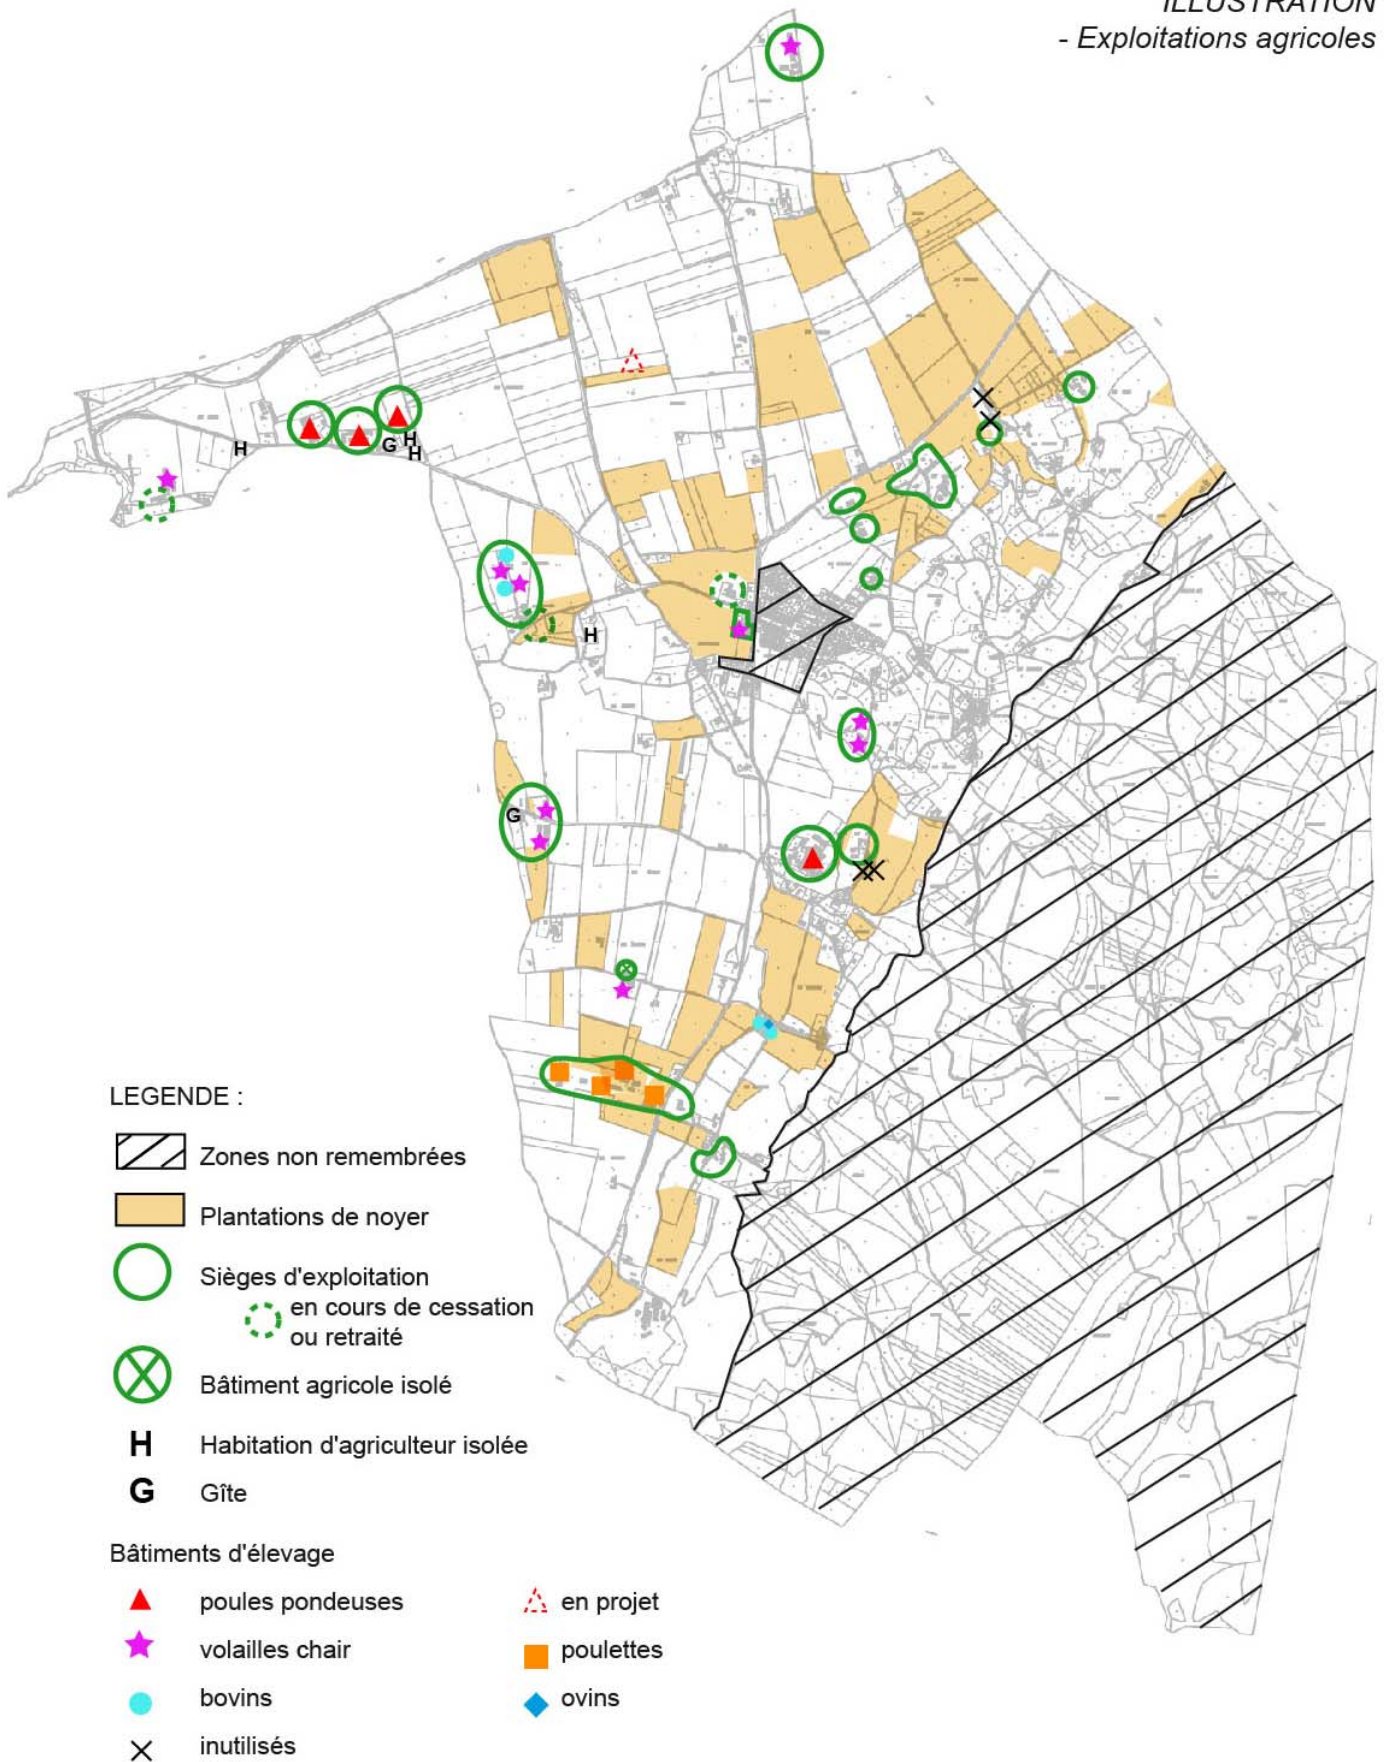 ILLUSTRATION
- Exploitations agricoles
H
G
H
H
H
G
LEGENDE :
Zones non remembrées
Plantations de noyer
Sièges d'exploitation
en cours de cessation
ou retraité
Bâtiment agricole isolé
H Habitation d'agriculteur isolée
G Gîte
Bâtiments d'élevage
poules pondeuses
en projet
volailles chair
poulettes
bovins
ovins
inutilisés